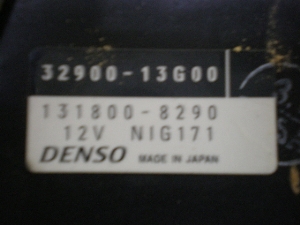 32900-13G00
131800-8290
12V NIG171
DENSO MADE IN JAPAN